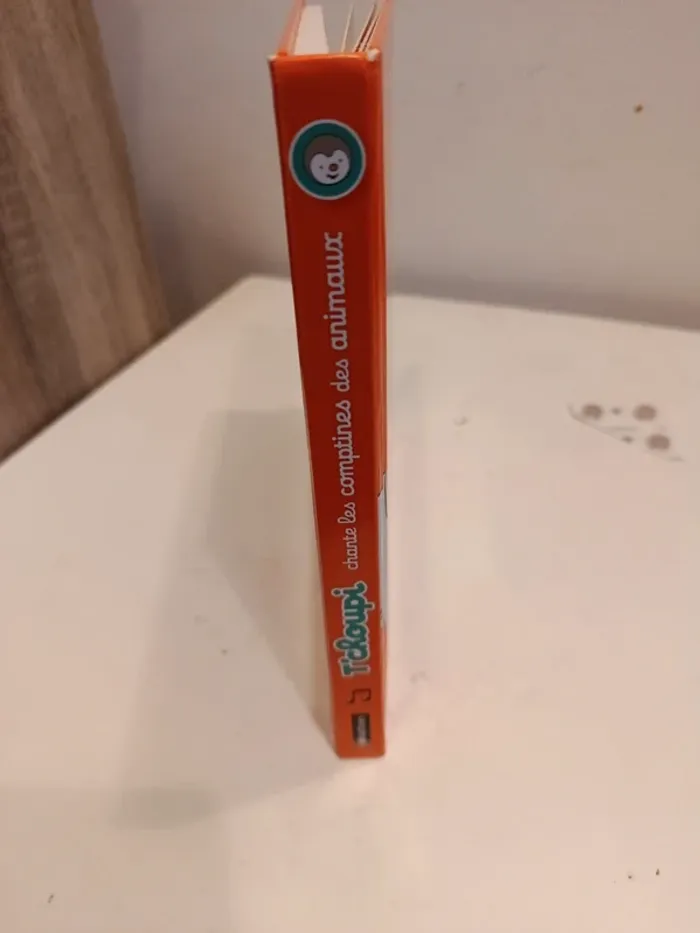 T'choupi chante les comptines des animaux